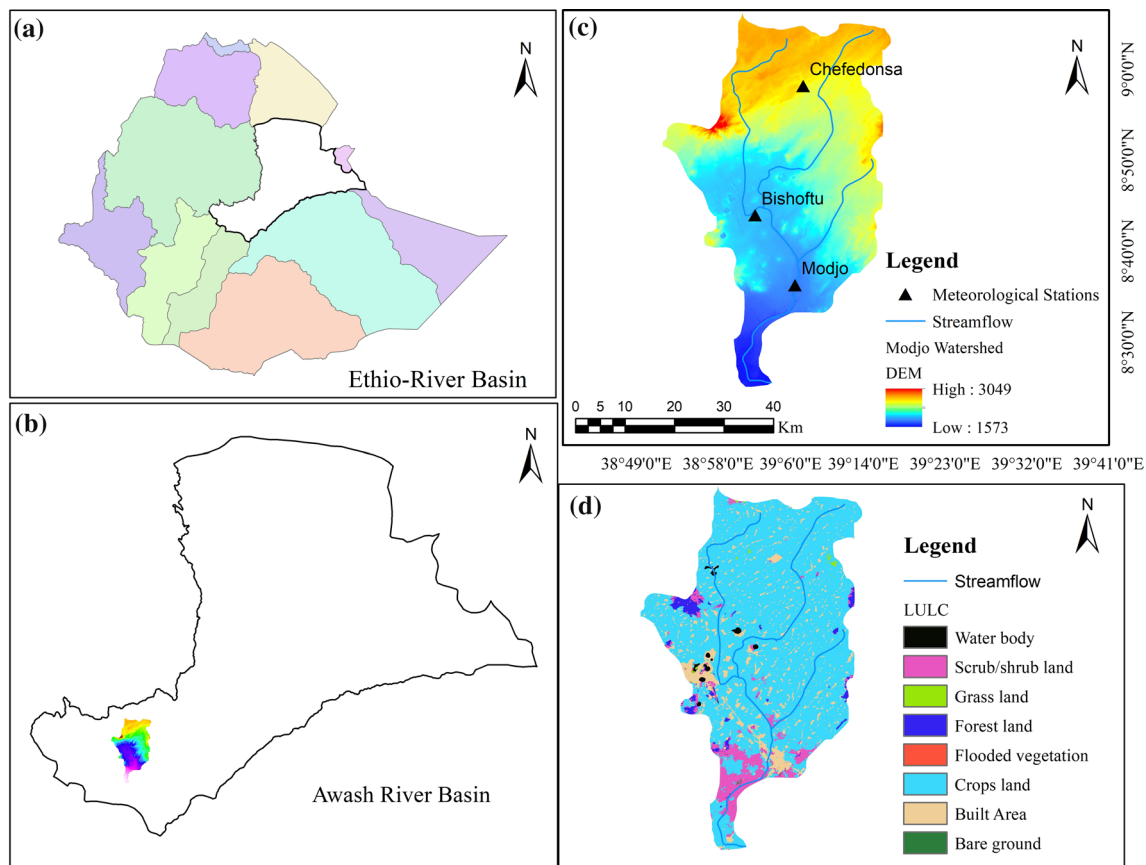 (a)
N
Ethio-River Basin
(b)
N
Awash River Basin
(c)
N
Chefedonsa
Bishoftu
Modjo
Legend
Meteorological Stations
Streamflow
Modjo Watershed
DEM
High : 3049
Low : 1573
0 5 10 20 30 40
Km
9°0'0"N
8°5'0"N
8°4'0"N
8°3'0"N
38°49'0"E 38°58'0"E 39°6'0"E 39°14'0"E 39°23'0"E 39°32'0"E 39°41'0"E
(d)
N
Legend
Streamflow
LULC
Water body
Scrub/shrub land
Grass land
Forest land
Flooded vegetation
Crops land
Built Area
Bare ground